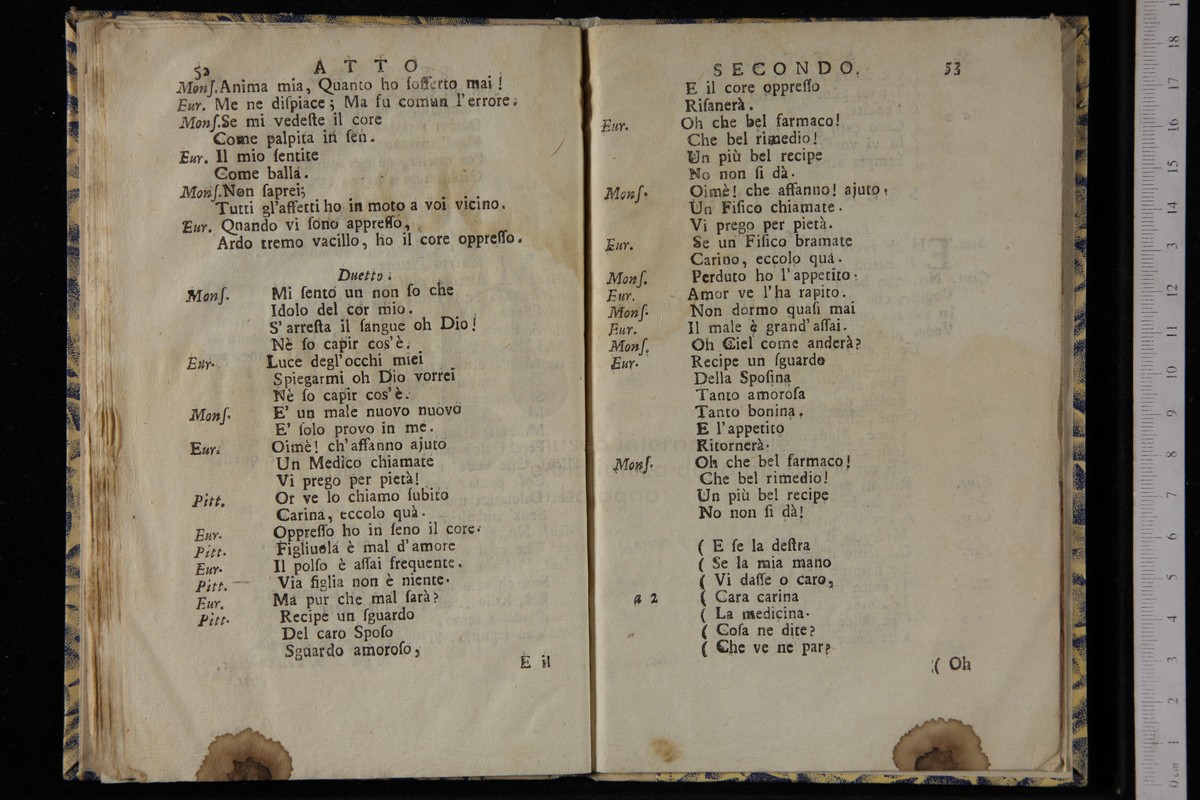 52 ATTO
Monſ. Anima mia, Quanto ho ſofferto mai!
Eur. Me ne diſpiace; Ma fu comun l'errore.
Monſ. Se mi vedeſte il core
Come palpita in ſen.
Eur. Il mio ſentite
Come balla.
Monſ. Non ſaprei;
Tutti gl'affetti ho in moto a voi vicino.
Eur. Quando vi ſono appreſſo,
Ardo tremo vacillo, ho il core oppreſſo.
Duetto.
Monſ. Mi ſento un non ſo che
Idolo del cor mio.
S'arreſta il ſangue oh Dio!
Nè ſo capir cos'è.
Eur. Luce degl'occhi miei
Spiegarmi oh Dio vorrei
Nè ſo capir cos'è.
Monſ. E' un male nuovo nuovo
E' ſolo provo in me.
Eur. Oimè! ch'affanno ajuto
Un Medico chiamate
Vi prego per pietà!
Pitt. Or ve lo chiamo ſubito
Carina, eccolo quà.
Eur. Oppreſſo ho in ſeno il core.
Pitt. Figliuola è mal d'amore
Eur. Il polſo è aſſai frequente.
Pitt. Via figlia non è niente.
Eur. Ma pur che mal ſarà?
Pitt. Recipe un ſguardo
Del caro Spoſo
Sguardo amoroſo,
E il
SECONDO. 53
E il core oppreſſo
Riſanerà.
Eur. Oh che bel farmaco!
Che bel rimedio!
Un più bel recipe
No non ſi dà.
Monſ. Oimè! che affanno! ajuto,
Un Fiſico chiamate.
Vi prego per pietà.
Eur. Se un Fiſico bramate
Carino, eccolo quà.
Monſ. Perduto ho l'appetito.
Eur. Amor ve l'ha rapito.
Monſ. Non dormo quaſi mai
Eur. Il male è grand'aſſai.
Monſ. Oh Ciel come anderà?
Eur. Recipe un ſguardo
Della Spoſina
Tanto amoroſa
Tanto bonina.
E l'appetito
Ritornerà.
Monſ. Oh che bel farmaco!
Che bel rimedio!
Un più bel recipe
No non ſi dà!
( E ſe la deſtra
( Se la mia mano
( Vi daſſe o caro,
a 2 ( Cara carina
( La medicina.
( Coſa ne dite?
( Che ve ne par?
( Oh